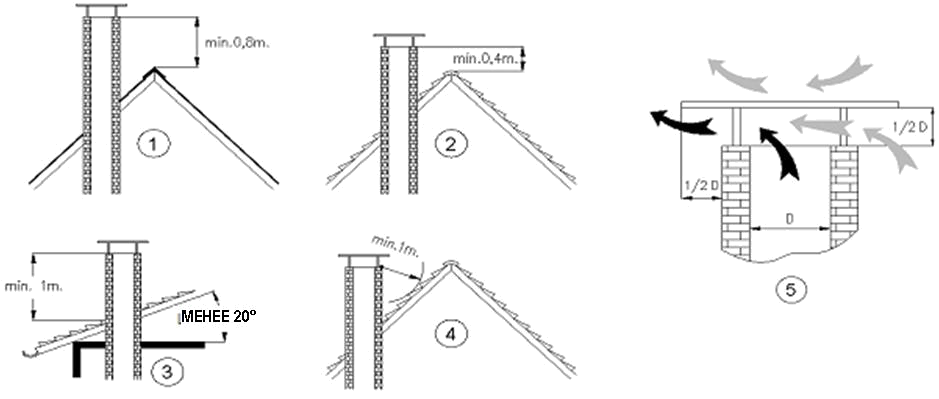 min.0,8m.
1
min.0,4m.
2
1/2 D
1/2 D
D
5
min. 1m.
MEHEE 20°
3
min.1m.
4